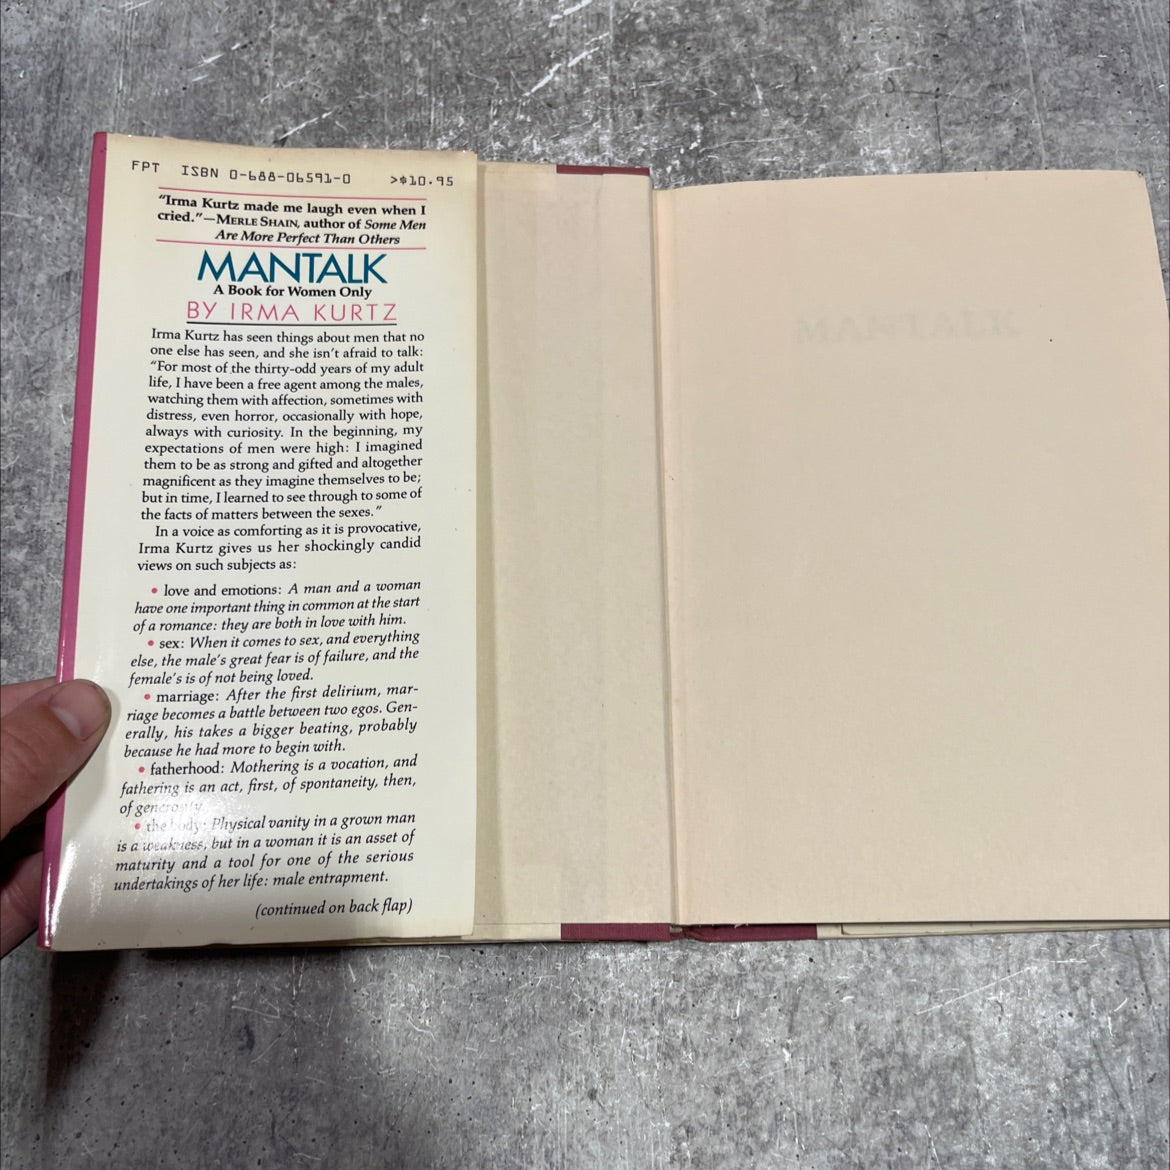 FPT ISBN 0-688-06591-0 >$10.95
"Irma Kurtz made me laugh even when I
cried."—MERLE SHAIN, author of Some Men
Are More Perfect Than Others
MANTALK
A Book for Women Only
BY IRMA KURTZ
Irma Kurtz has seen things about men that no
one else has seen, and she isn't afraid to talk:
"For most of the thirty-odd years of my adult
life, I have been a free agent among the males,
watching them with affection, sometimes with
distress, even horror, occasionally with hope,
always with curiosity. In the beginning, my
expectations of men were high: I imagined
them to be as strong and gifted and altogether
magnificent as they imagine themselves to be;
but in time, I learned to see through to some of
the facts of matters between the sexes."
In a voice as comforting as it is provocative,
Irma Kurtz gives us her shockingly candid
views on such subjects as:
• love and emotions: A man and a woman
have one important thing in common at the start
of a romance: they are both in love with him.
• sex: When it comes to sex, and everything
else, the male's great fear is of failure, and the
female's is of not being loved.
• marriage: After the first delirium, mar-
riage becomes a battle between two egos. Gen-
erally, his takes a bigger beating, probably
because he had more to begin with.
• fatherhood: Mothering is a vocation, and
fathering is an act, first, of spontaneity, then,
of generosity.
• the body: Physical vanity in a grown man
is a weakness, but in a woman it is an asset of
maturity and a tool for one of the serious
undertakings of her life: male entrapment.
(continued on back flap)
MANTALK